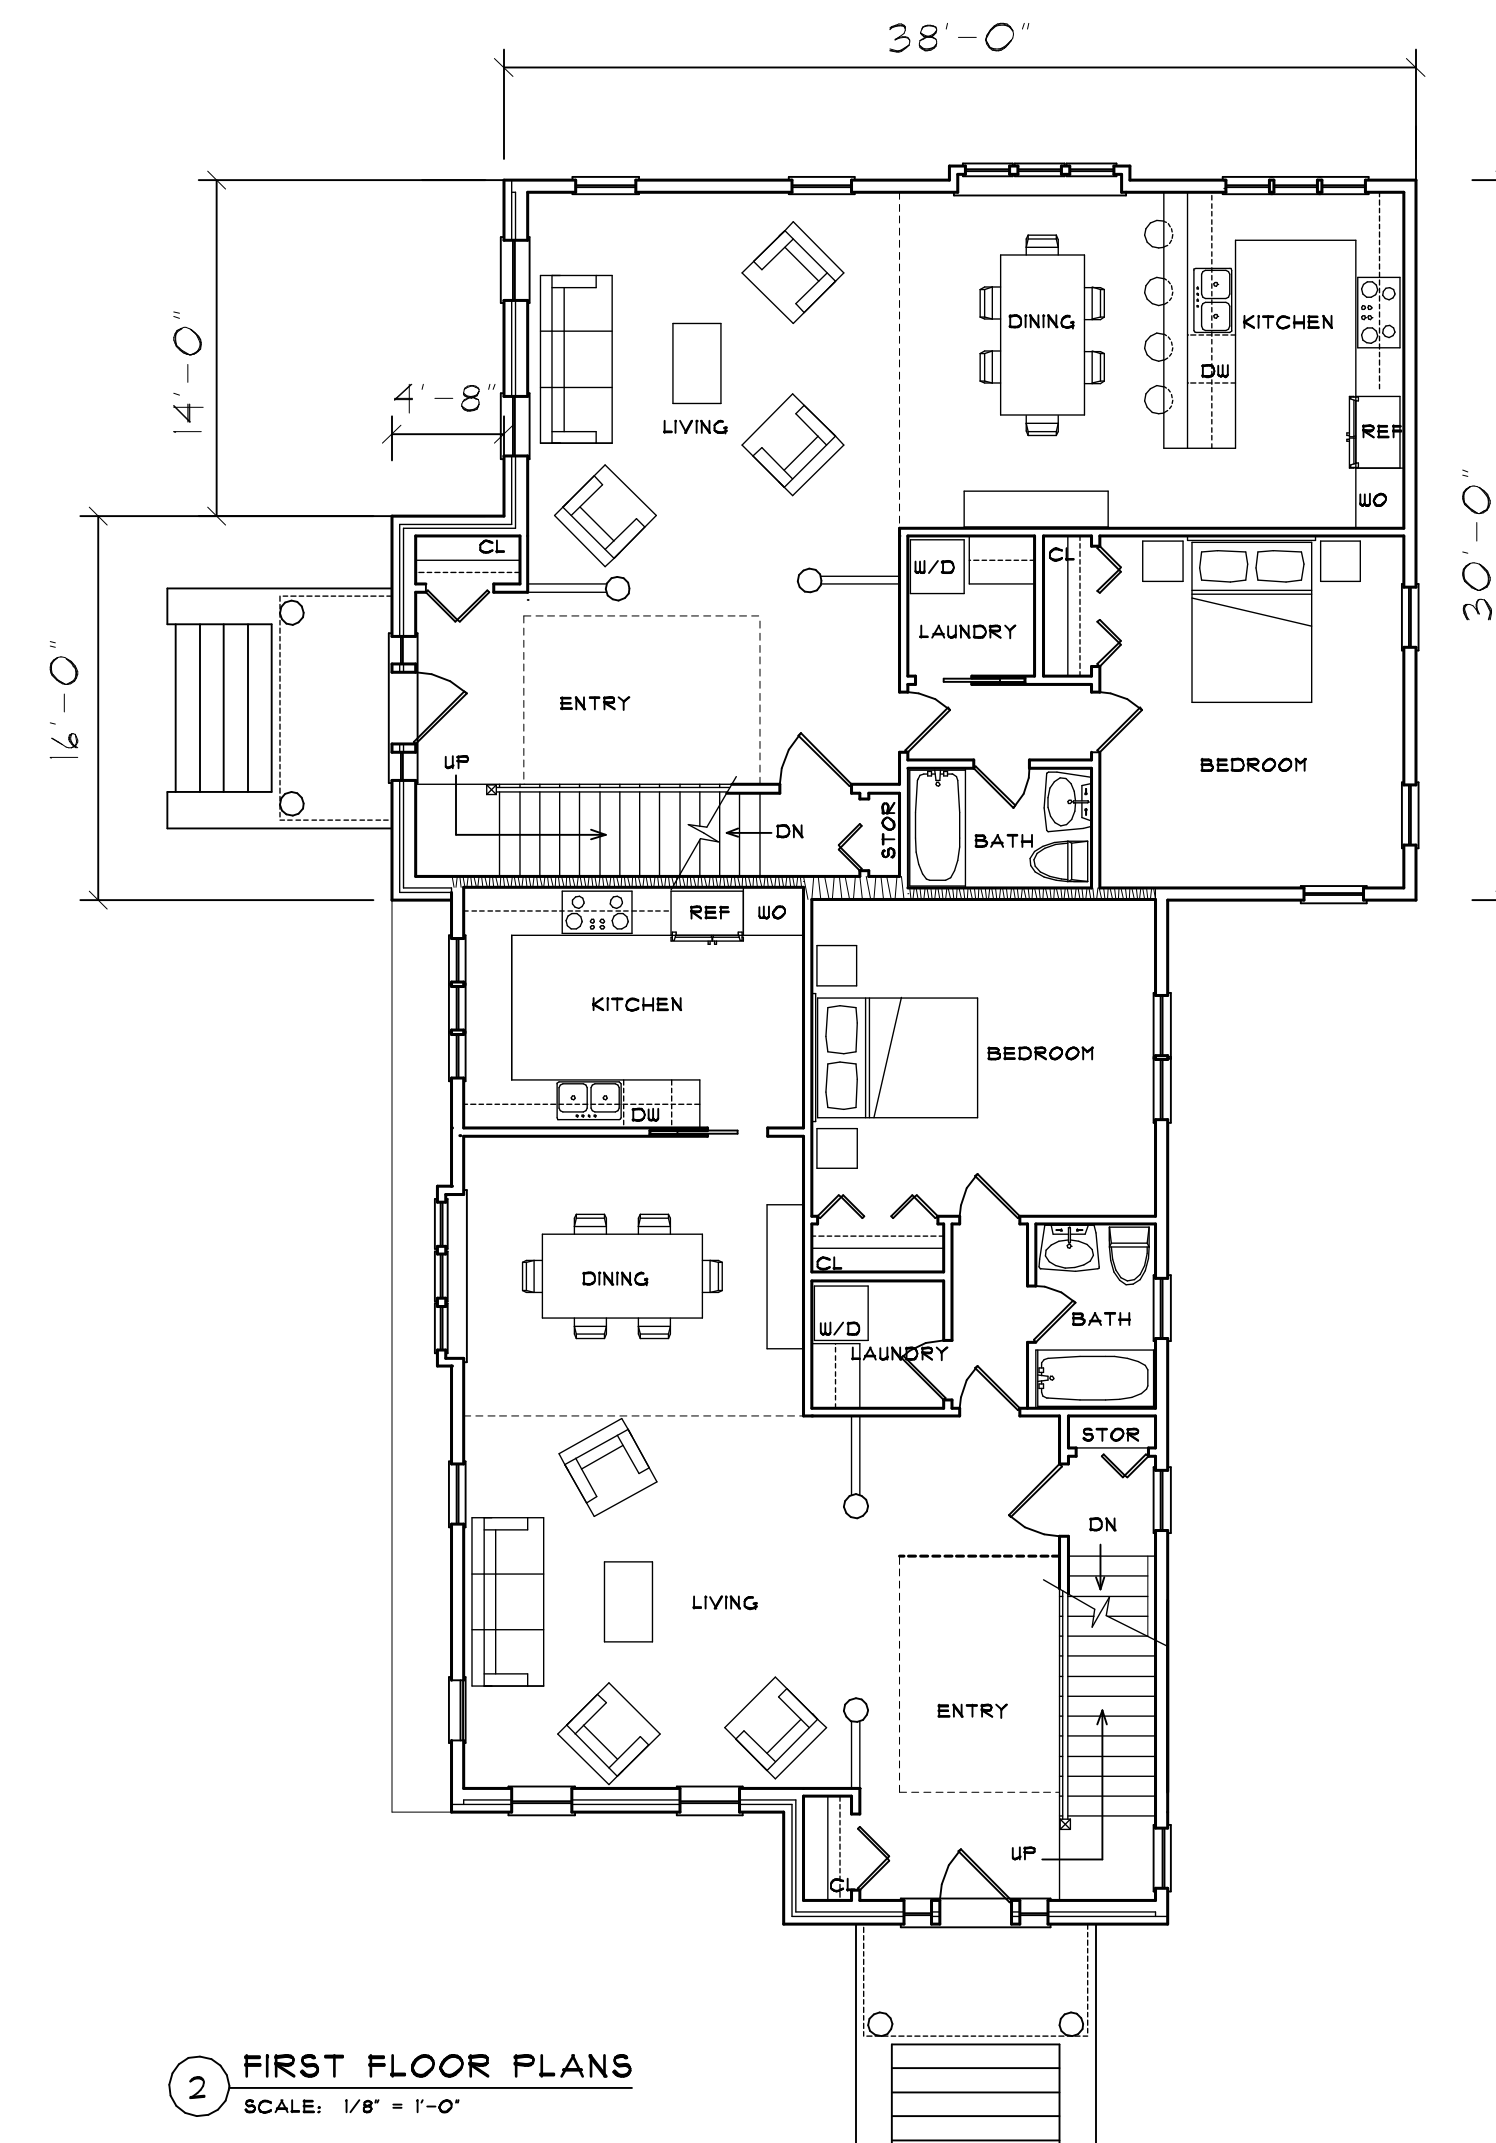 38'-0"
14'-0"
4'-8"
16'-0"
30'-0"
LIVING
DINING
KITCHEN
DW
REF
WO
CL
W/D
CL
LAUNDRY
ENTRY
UP
DN
STOR
BATH
BEDROOM
REF
WO
KITCHEN
DW
BEDROOM
DINING
CL
W/D
LAUNDRY
BATH
STOR
DN
LIVING
ENTRY
UP
CL
2
FIRST FLOOR PLANS
SCALE: 1/8" = 1'-0"